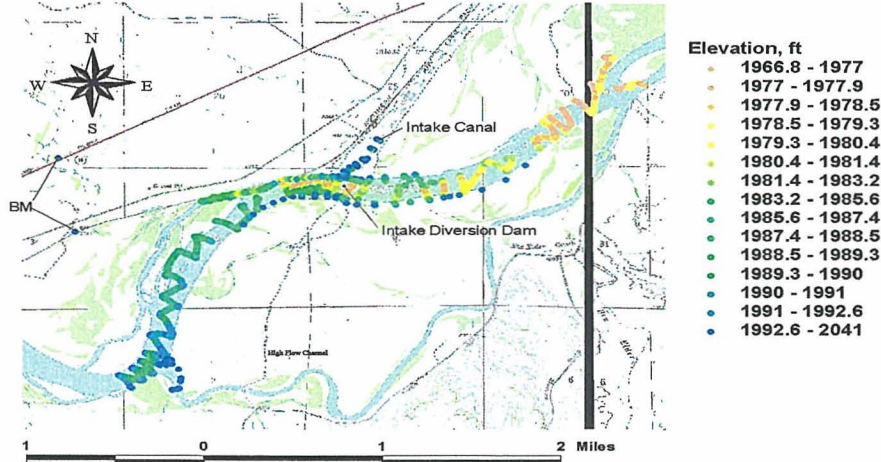 N
W E
S
BM
Intake Canal
Intake Diversion Dam
High Flow Channel
31
6 6
1 0 1 2 Miles
Elevation, ft
1966.8 - 1977
1977 - 1977.9
1977.9 - 1978.5
1978.5 - 1979.3
1979.3 - 1980.4
1980.4 - 1981.4
1981.4 - 1983.2
1983.2 - 1985.6
1985.6 - 1987.4
1987.4 - 1988.5
1988.5 - 1989.3
1989.3 - 1990
1990 - 1991
1991 - 1992.6
1992.6 - 2041